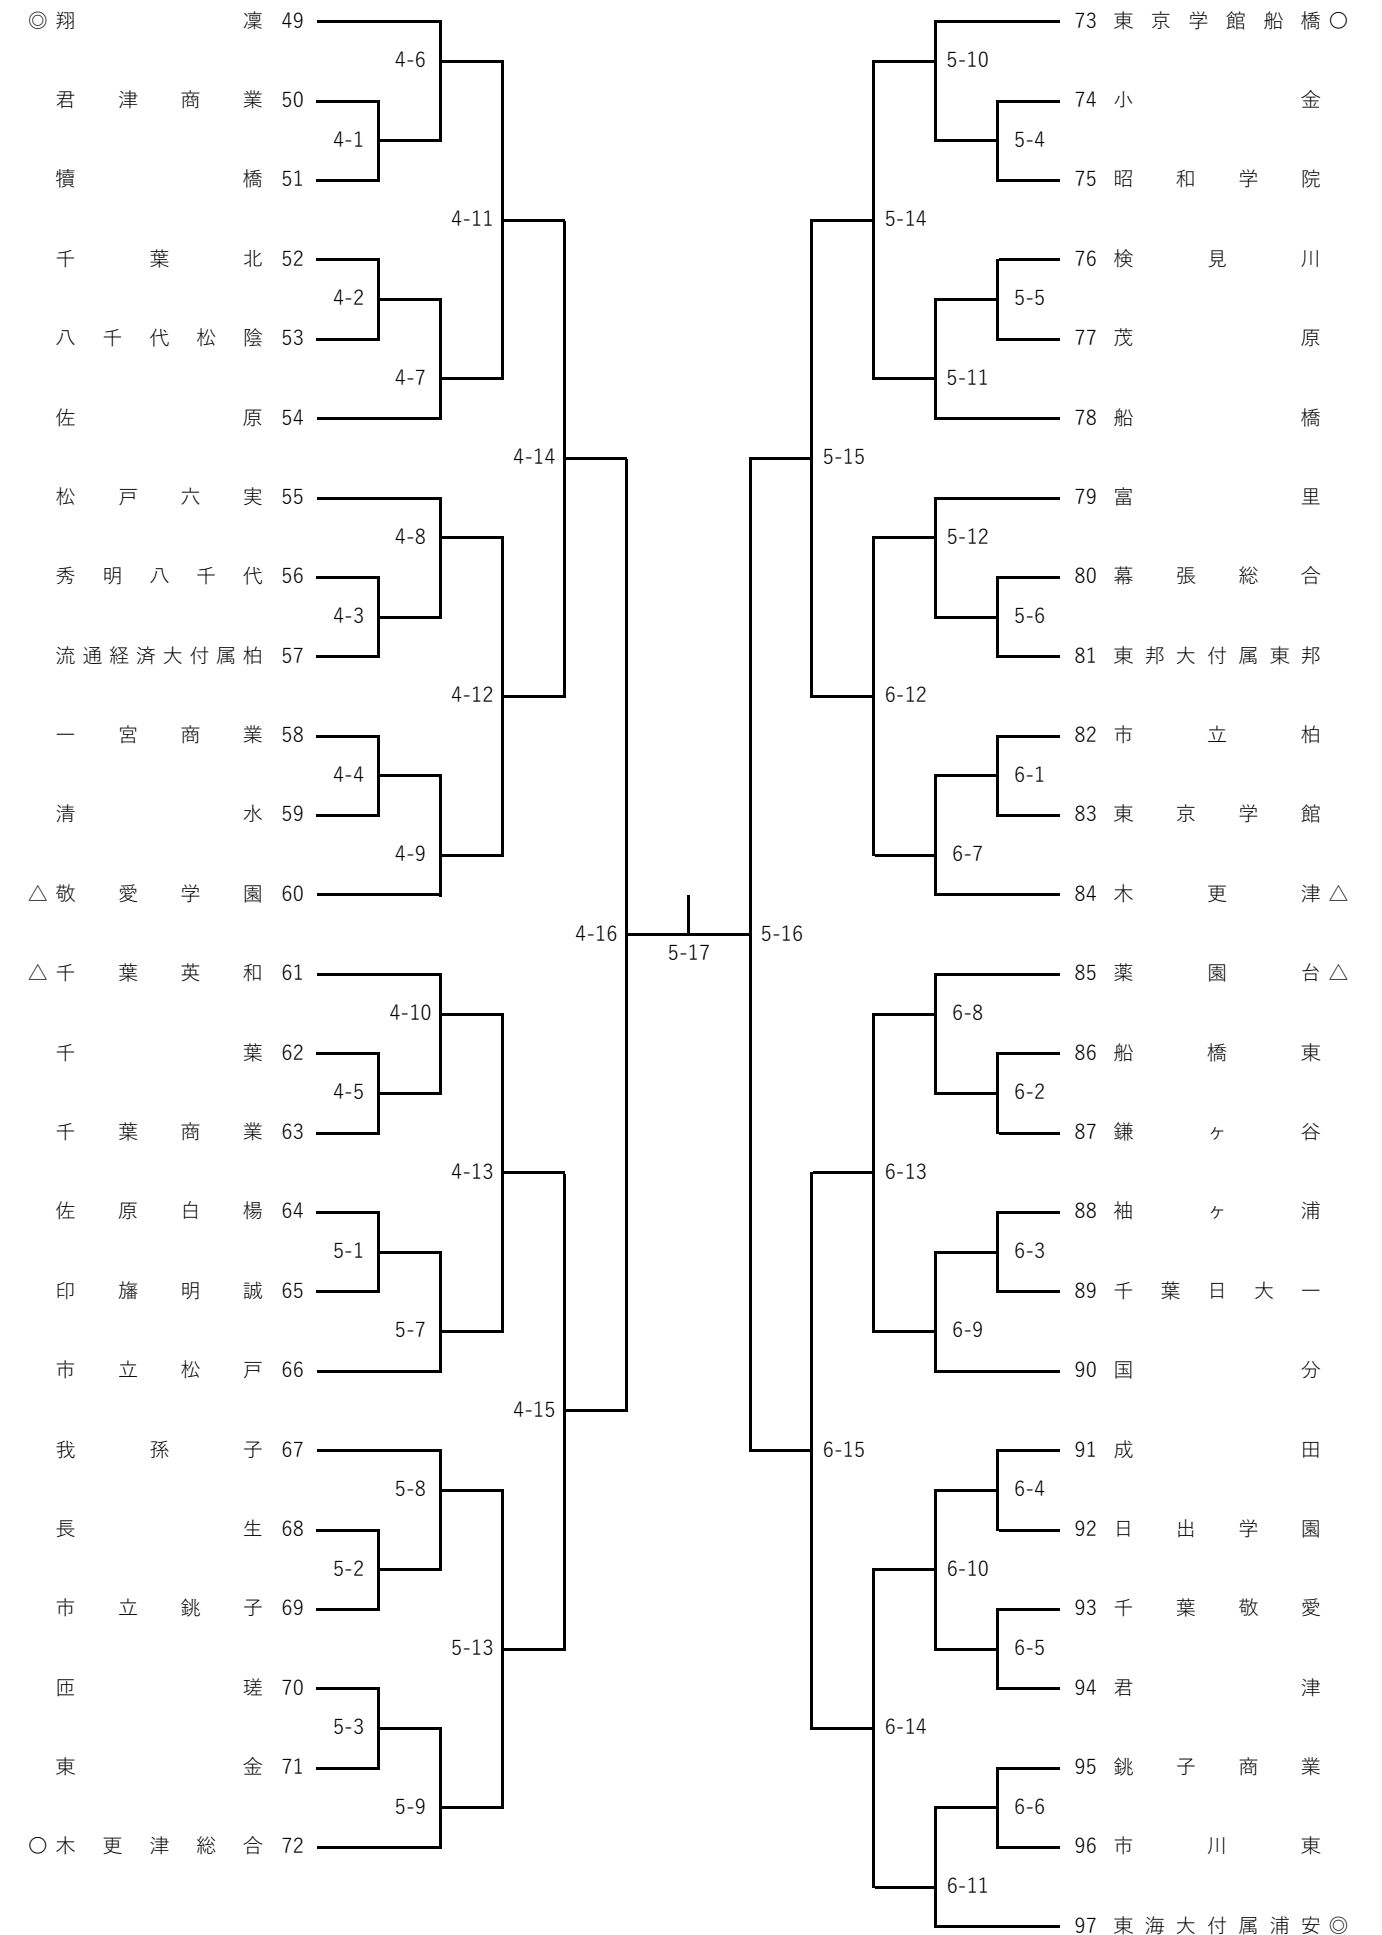 ◎ 翔凜 49
4-6
君津商業 50
4-1
犢橋 51
4-11
千葉北 52
4-2
八千代松陰 53
4-7
佐原 54
4-14
松戸六実 55
4-8
秀明八千代 56
4-3
流通経済大付属柏 57
4-12
一宮商業 58
4-4
清水 59
4-9
△ 敬愛学園 60
4-16
△ 千葉英和 61
4-10
千葉 62
4-5
千葉商業 63
4-13
佐原白楊 64
5-1
印旛明誠 65
5-7
市立松戸 66
4-15
我孫子 67
5-8
長生 68
5-2
市立銚子 69
5-13
匝瑳 70
5-3
東金 71
5-9
○ 木更津総合 72
5-17
73 東京学館船橋 ○
5-10
74 小金
5-4
75 昭和学院
5-14
76 検見川
5-5
77 茂原
5-11
78 船橋
5-15
79 富里
5-12
80 幕張総合
5-6
81 東邦大付属東邦
6-12
82 市立柏
6-1
83 東京学館
6-7
84 木更津 △
5-16
85 薬園台 △
6-8
86 船橋東
6-2
87 鎌ヶ谷
6-13
88 袖ヶ浦
6-3
89 千葉日大一
6-9
90 国分
6-15
91 成田
6-4
92 日出学園
6-10
93 千葉敬愛
6-5
94 君津
6-14
95 銚子商業
6-6
96 市川東
6-11
97 東海大付属浦安 ◎